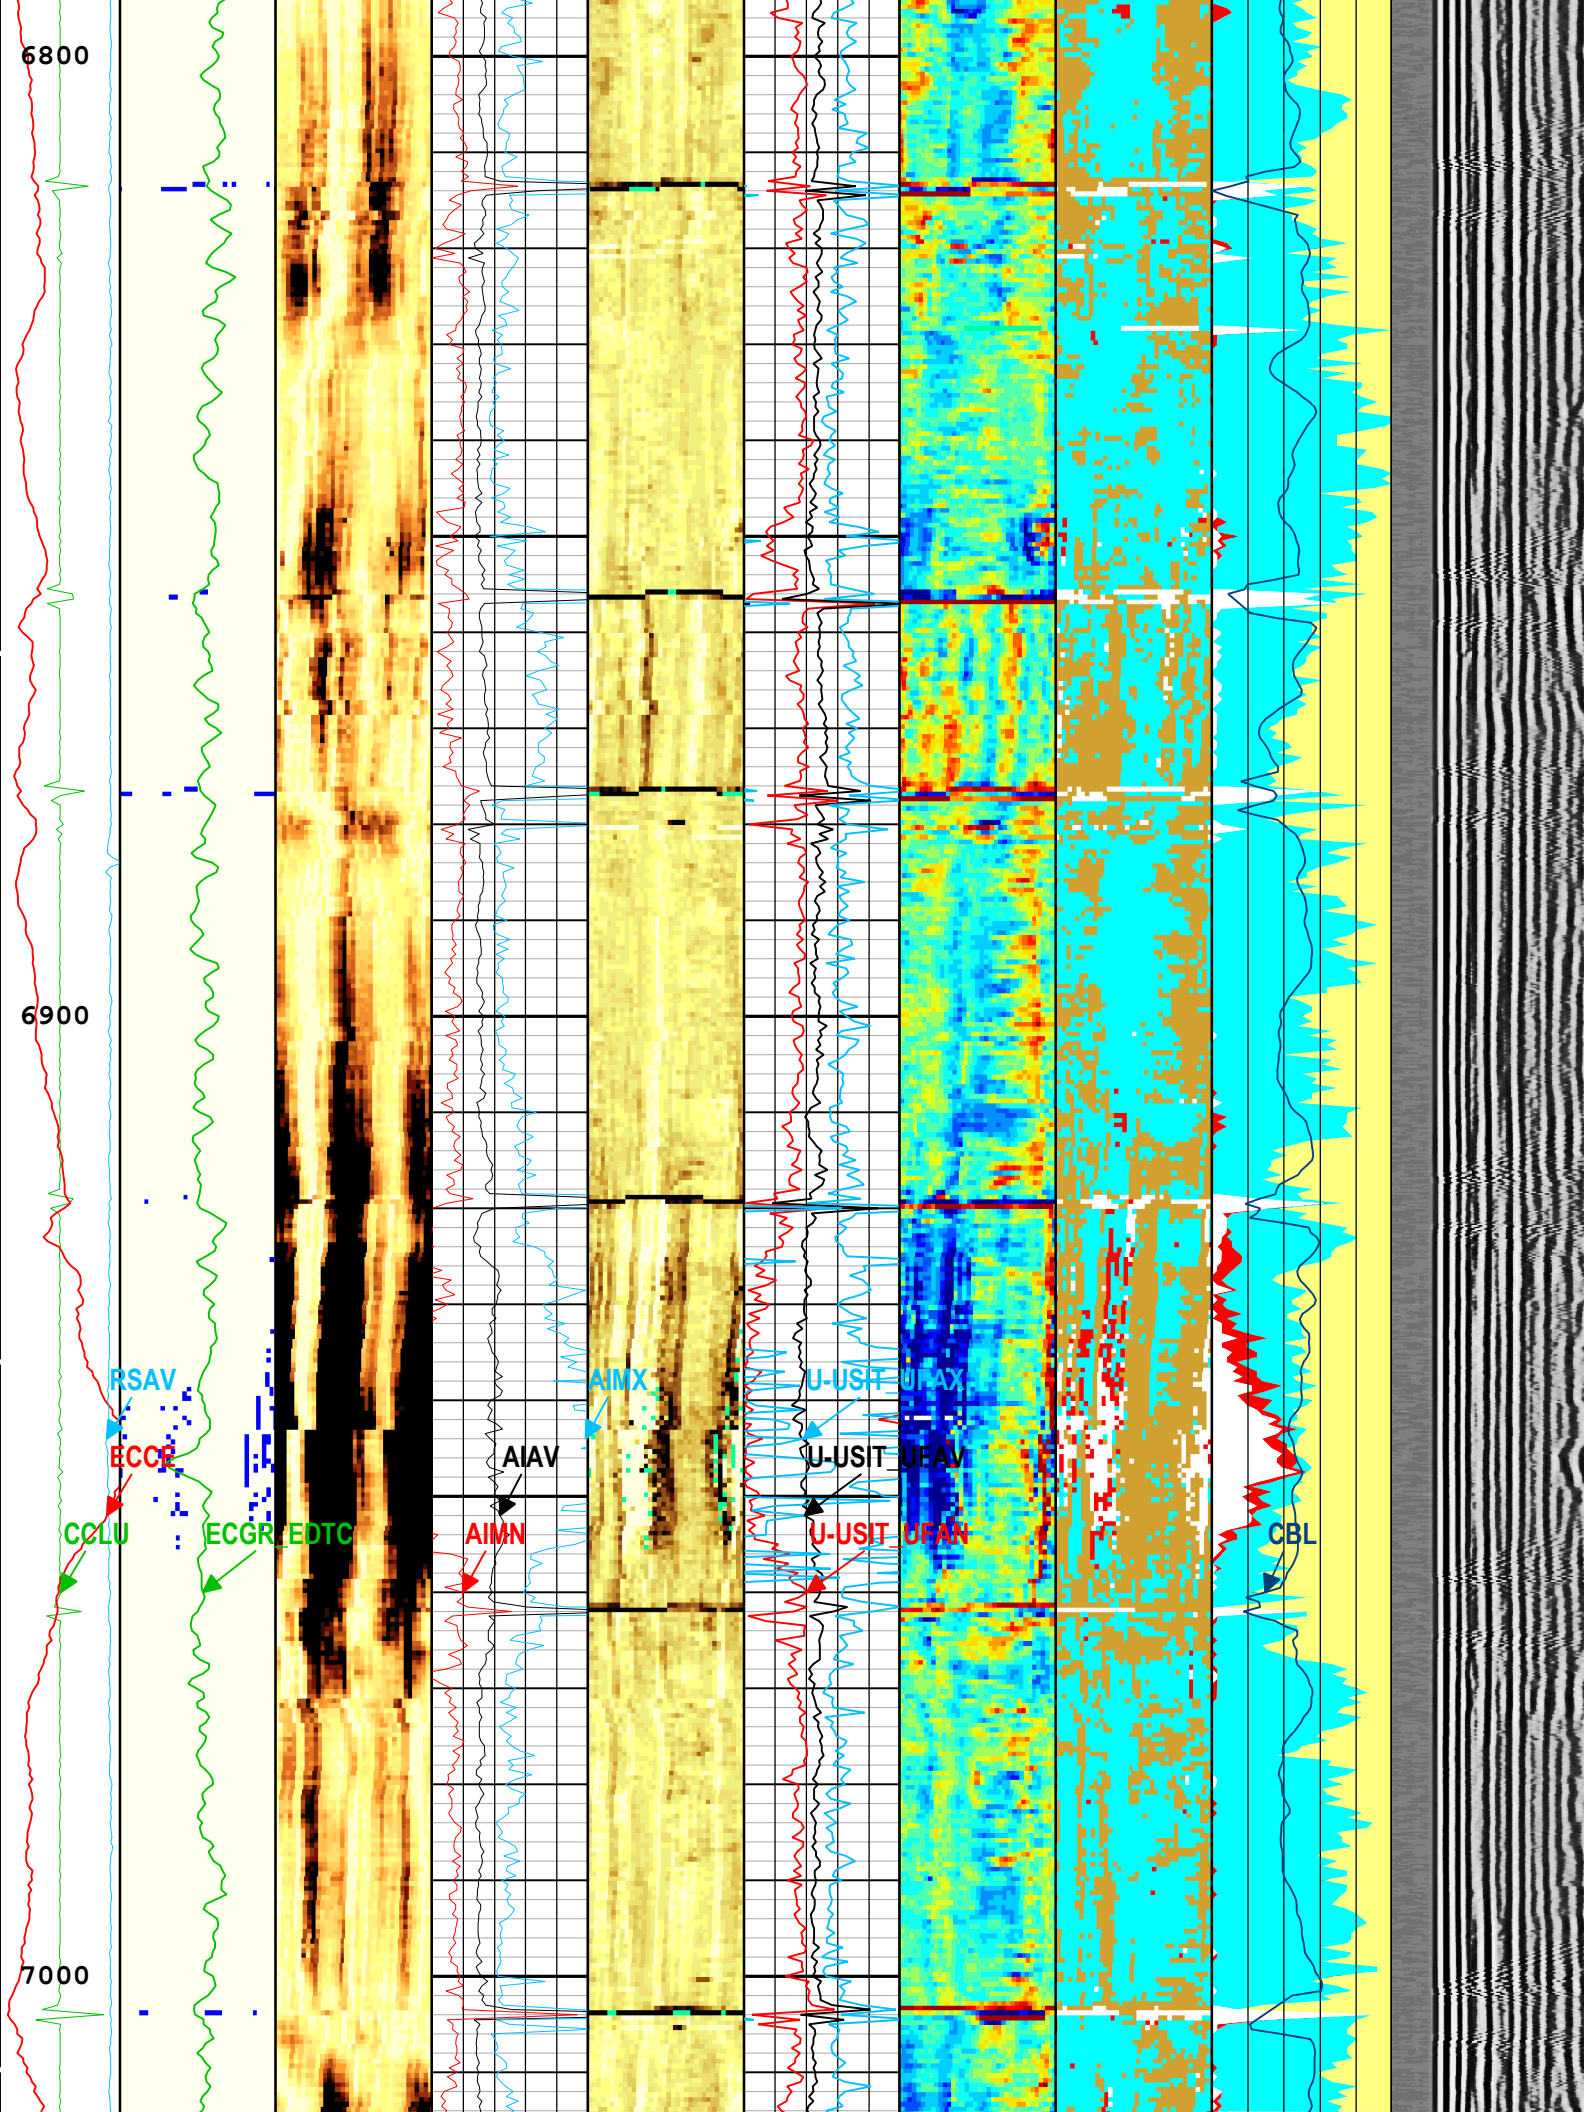 6800
6900
RSAV
AIMX
U-USIT_UFAX
ECCE
AIAV
U-USIT_UFAV
CCLU
ECGR_EDTC
AIMN
U-USIT_UFAN
CBL
7000